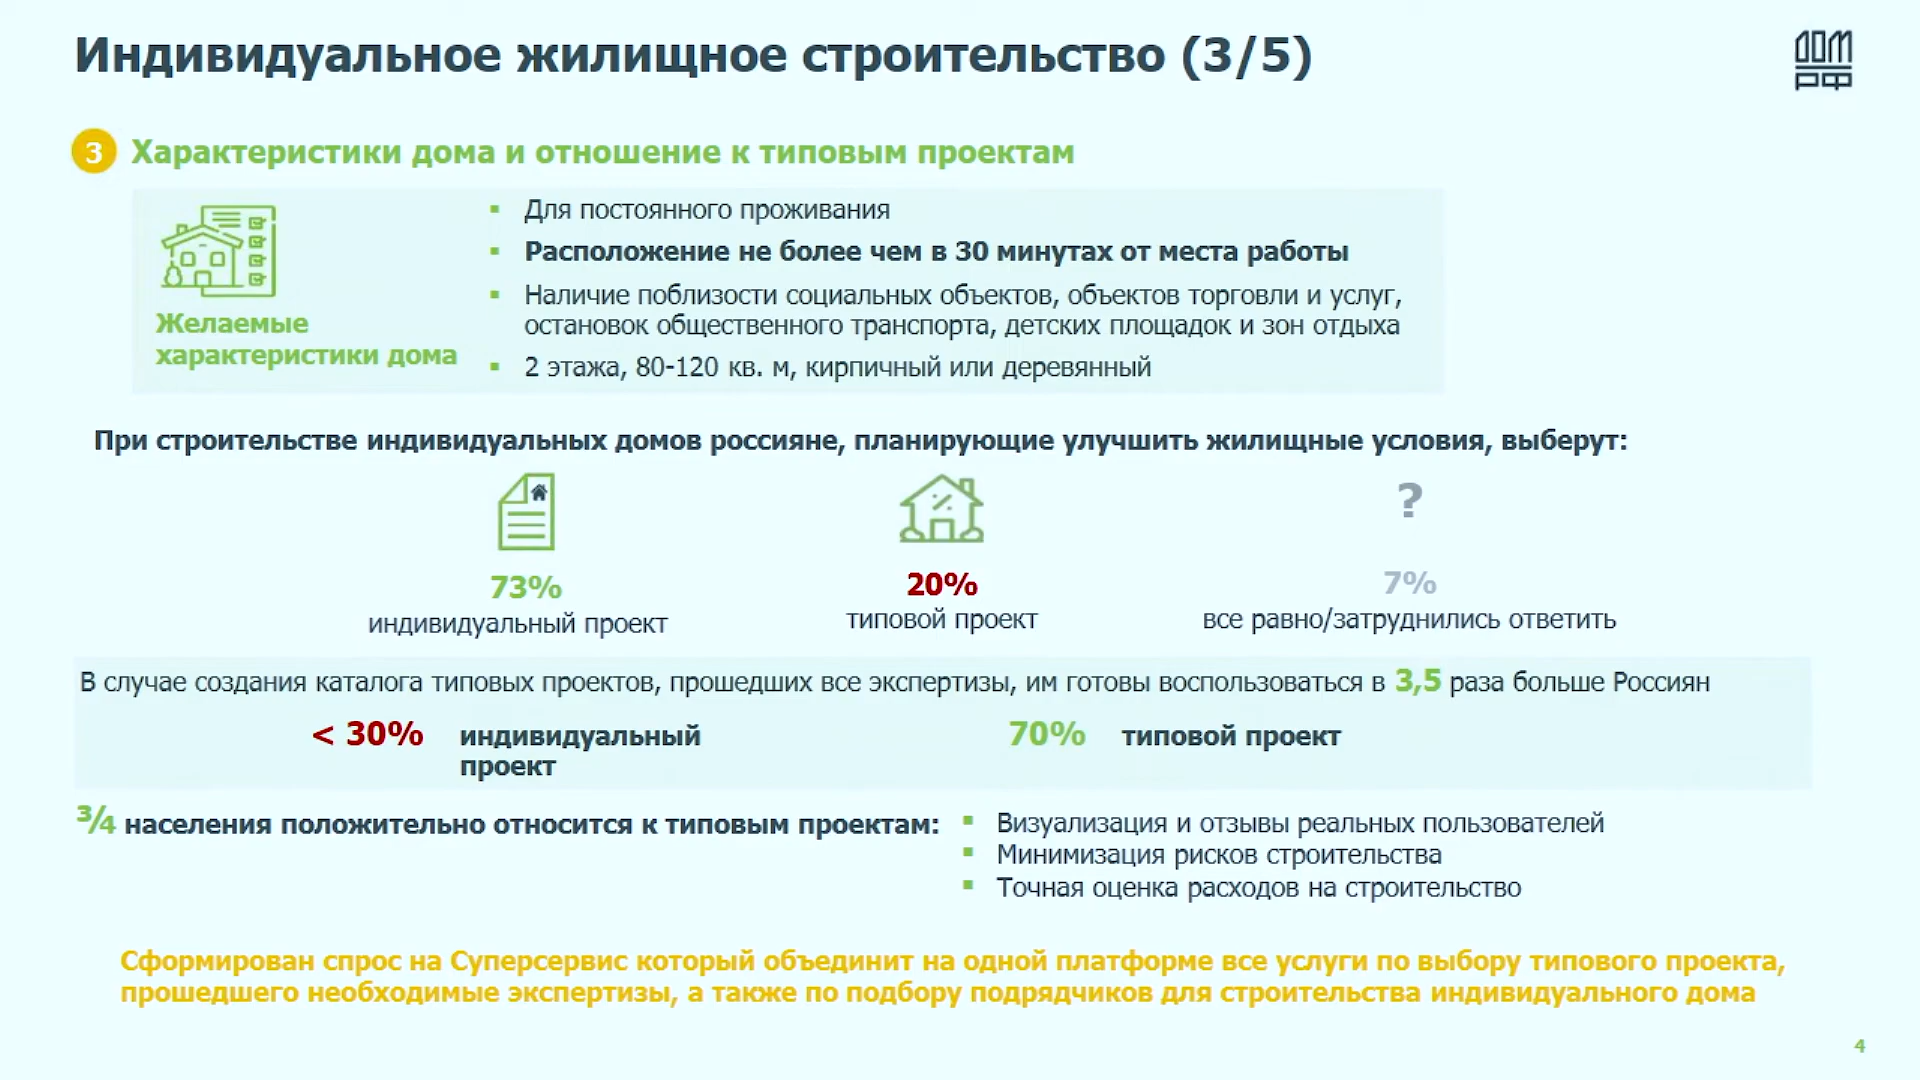 Индивидуальное жилищное строительство (3/5)
ДОМ
РФ
3 Характеристики дома и отношение к типовым проектам
Желаемые
характеристики дома
Для постоянного проживания
Расположение не более чем в 30 минутах от места работы
Наличие поблизости социальных объектов, объектов торговли и услуг,
остановок общественного транспорта, детских площадок и зон отдыха
2 этажа, 80-120 кв. м, кирпичный или деревянный
При строительстве индивидуальных домов россияне, планирующие улучшить жилищные условия, выберут:
?
73%
индивидуальный проект
20%
типовой проект
7%
все равно/затруднились ответить
В случае создания каталога типовых проектов, прошедших все экспертизы, им готовы воспользоваться в 3,5 раза больше Россиян
< 30% индивидуальный
проект
70% типовой проект
¾ населения положительно относится к типовым проектам:
Визуализация и отзывы реальных пользователей
Минимизация рисков строительства
Точная оценка расходов на строительство
Сформирован спрос на Суперсервис который объединит на одной платформе все услуги по выбору типового проекта,
прошедшего необходимые экспертизы, а также по подбору подрядчиков для строительства индивидуального дома
4